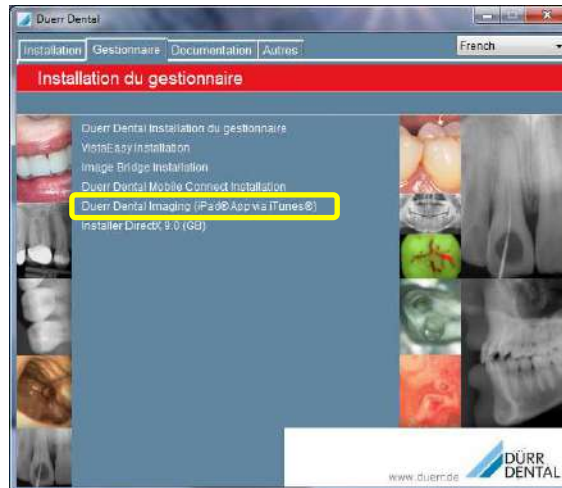 Duerr Dental
Installation Gestionnaire Documentation Autres French
Installation du gestionnaire
Duerr Dental Installation du gestionnaire
VistaEasy Installation
Image Bridge Installation
Duerr Dental Mobile Connect Installation
Duerr Dental Imaging (iPad® App via iTunes®)
Installer DirectX 9.0 (GB)
www.duerr.de
DÜRR
DENTAL